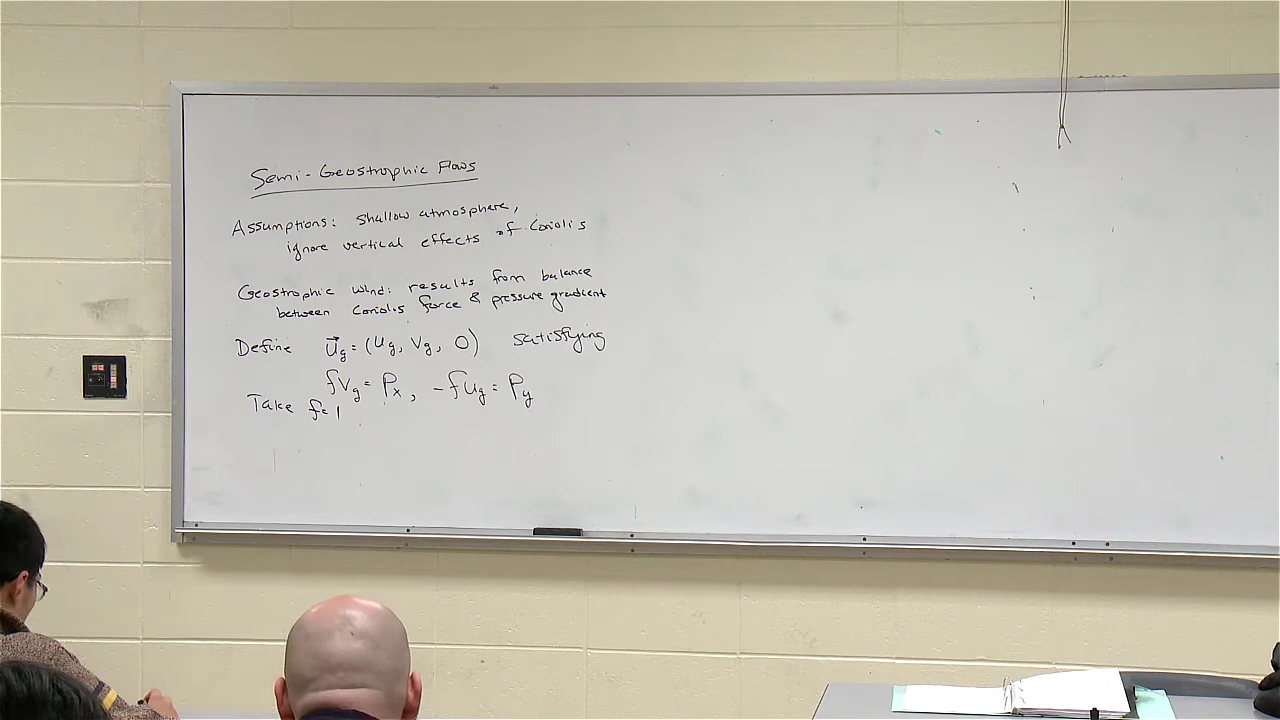 Semi-Geostrophic Flows
Assumptions: shallow atmosphere,
ignore vertical effects of Coriolis
Geostrophic wind: results from balance
between Coriolis force & pressure gradient
Define u⃗_g = (u_g, v_g, 0) satisfying
fv_g = P_x, -fu_g = P_y
Take f=1